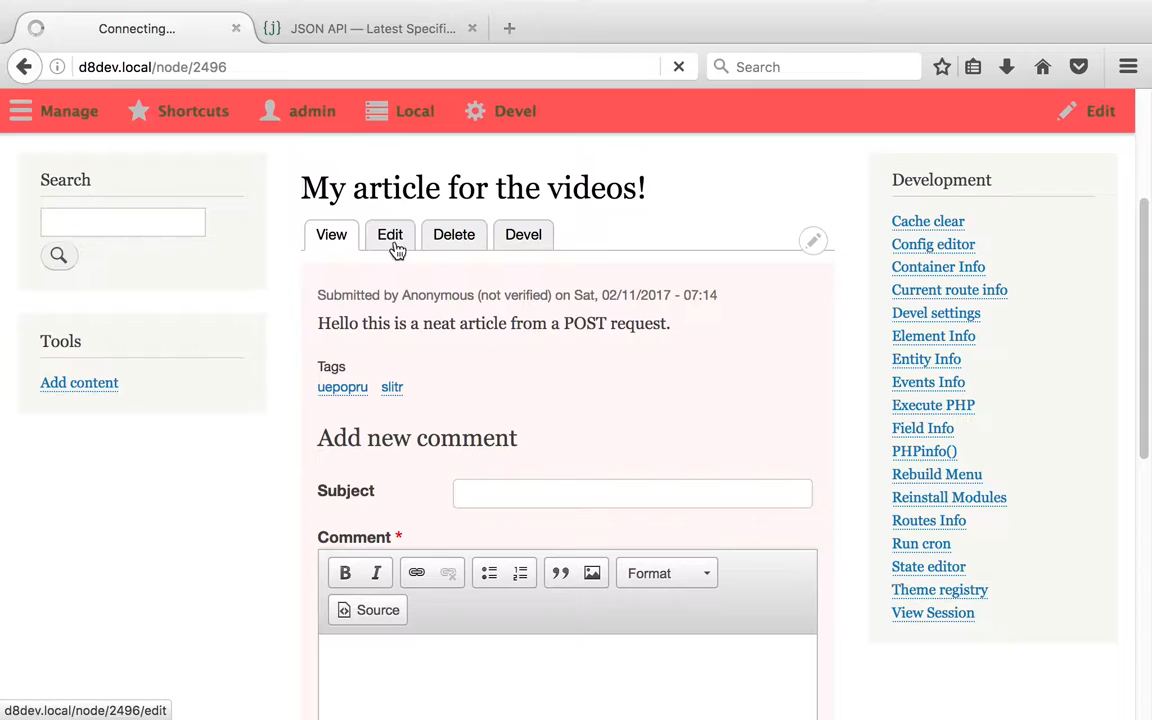 Connecting...
{j} JSON API — Latest Specifi...
d8dev.local/node/2496
Search
Manage
Shortcuts
admin
Local
Devel
Edit
Search
Tools
Add content
My article for the videos!
View
Edit
Delete
Devel
Submitted by Anonymous (not verified) on Sat, 02/11/2017 - 07:14
Hello this is a neat article from a POST request.
Tags
uepopru slitr
Add new comment
Subject
Comment *
B I
Format
Source
Development
Cache clear
Config editor
Container Info
Current route info
Devel settings
Element Info
Entity Info
Events Info
Execute PHP
Field Info
PHPinfo()
Rebuild Menu
Reinstall Modules
Routes Info
Run cron
State editor
Theme registry
View Session
d8dev.local/node/2496/edit